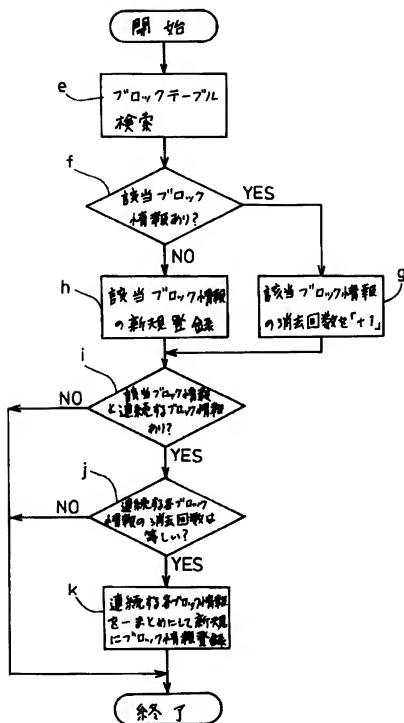 開始
e
ブロックテーブル
検索
f
該当ブロック
情報あり?
YES
NO
h
該当ブロック情報
の新規登録
g
該当ブロック情報
の消去回数を「+1」
i
該当ブロック情報
と連続するブロック情報
あり?
NO
YES
j
連続する各ブロック
情報の消去回数は
等しい?
NO
YES
k
連続する各ブロック情報
を一まとめにして新規
にブロック情報登録
終了